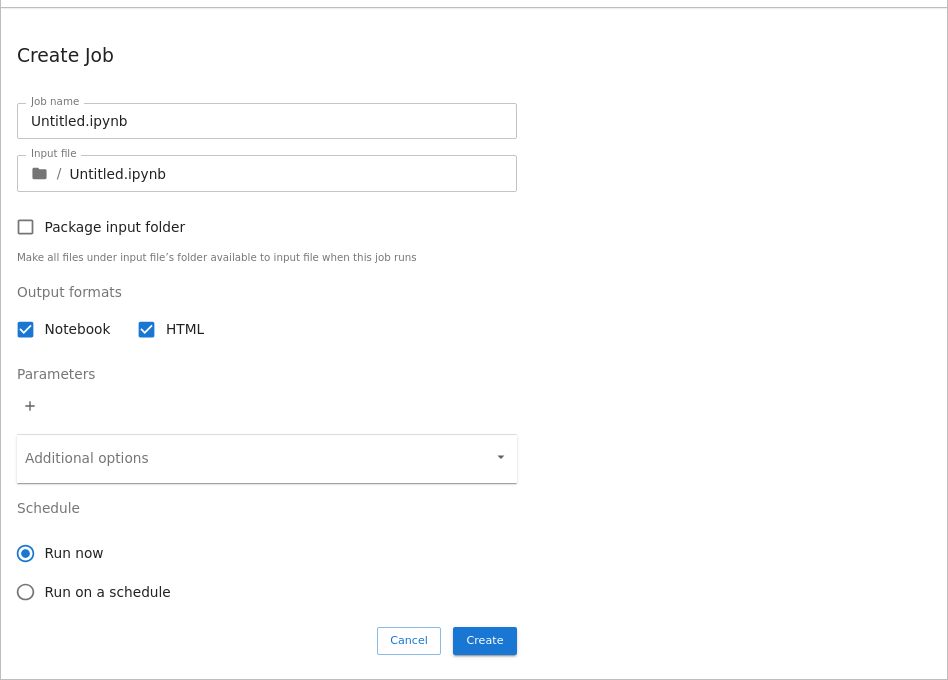 Create Job
Job name
Untitled.ipynb
Input file
/ Untitled.ipynb
Package input folder
Make all files under input file’s folder available to input file when this job runs
Output formats
Notebook HTML
Parameters
+
Additional options
Schedule
Run now
Run on a schedule
Cancel Create